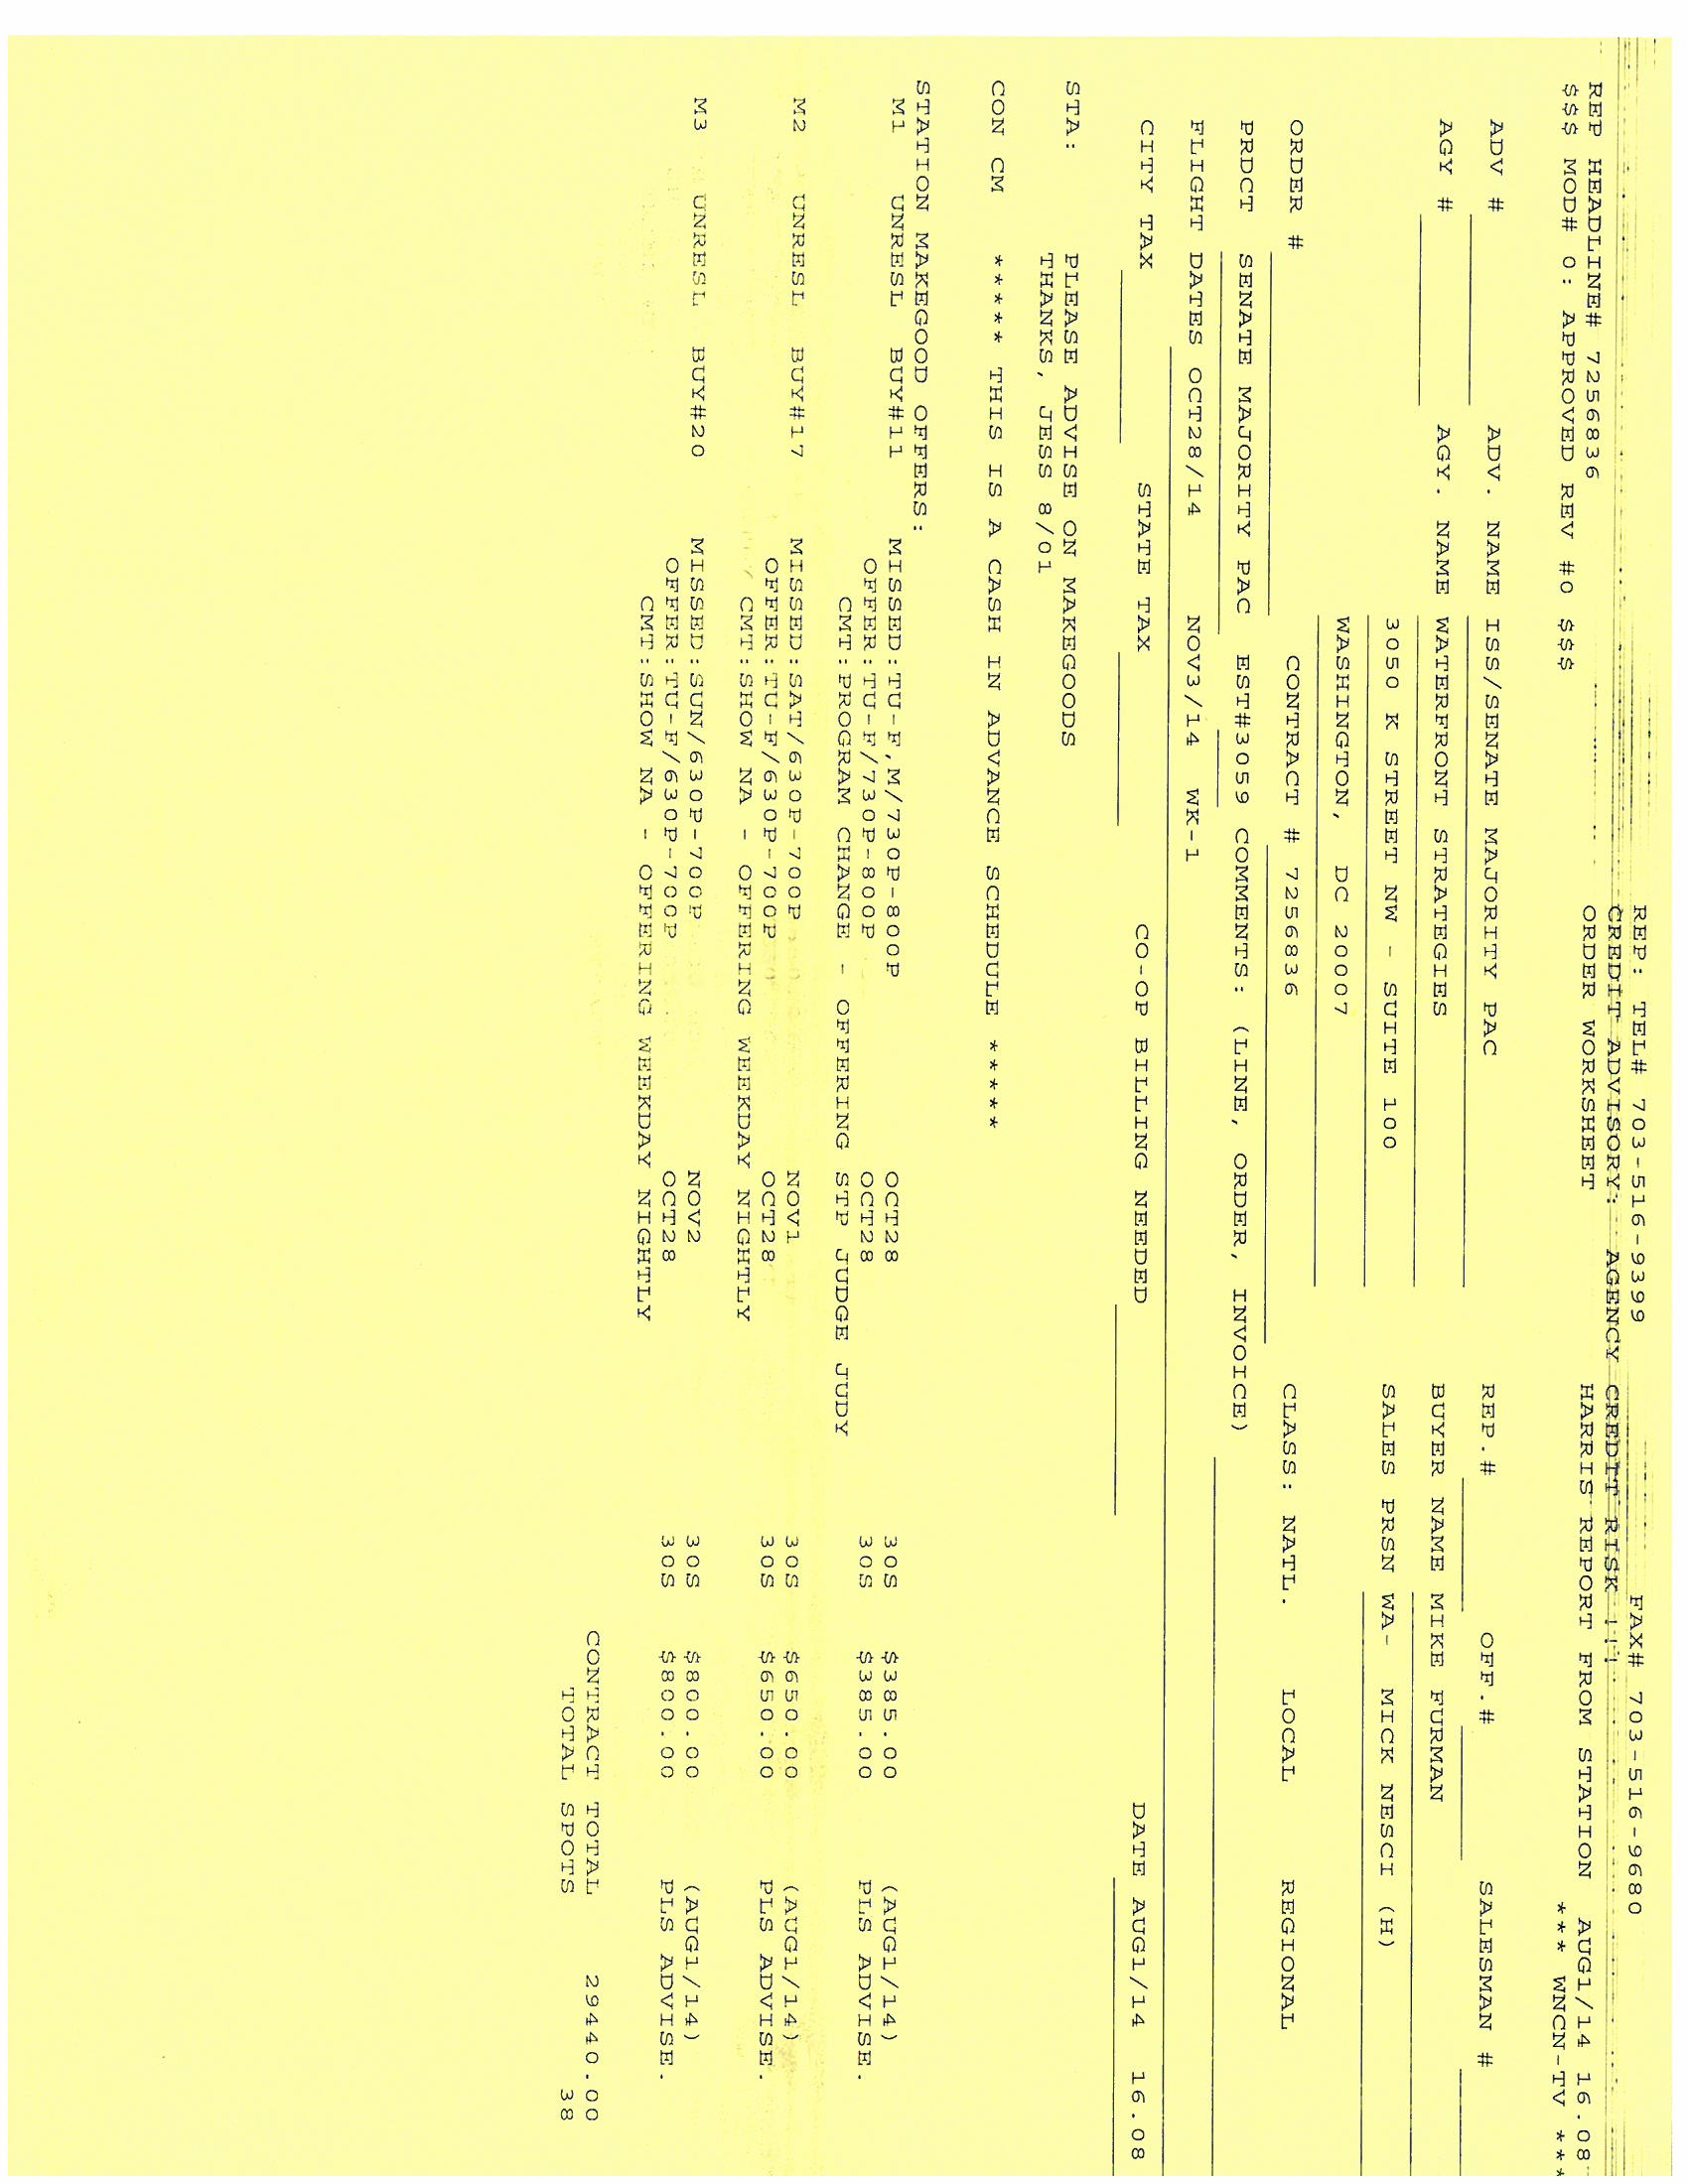 REP: TEL# 703-516-9399 FAX# 703-516-9680
CREDIT ADVISORY: AGENCY CREDIT RISK !!!
REP HEADLINE# 7256836 ORDER WORKSHEET HARRIS REPORT FROM STATION AUG1/14 16.08
$$$ MOD# 0: APPROVED REV #0 $$$ *** WNCN-TV ***
ADV # ADV. NAME ISS/SENATE MAJORITY PAC REP.# OFF.# SALESMAN #
AGY # AGY. NAME WATERFRONT STRATEGIES BUYER NAME MIKE FURMAN
3050 K STREET NW - SUITE 100 SALES PRSN WA- MICK NESCI (H)
WASHINGTON, DC 20007
ORDER # CONTRACT # 7256836 CLASS: NATL. LOCAL REGIONAL
PRDCT SENATE MAJORITY PAC EST#3059 COMMENTS: (LINE, ORDER, INVOICE)
FLIGHT DATES OCT28/14 NOV3/14 WK-1
CITY TAX STATE TAX CO-OP BILLING NEEDED DATE AUG1/14 16.08
STA: PLEASE ADVISE ON MAKEGOODS
THANKS, JESS 8/01
CON CM ***** THIS IS A CASH IN ADVANCE SCHEDULE *****
STATION MAKEGOOD OFFERS:
M1 UNRESL BUY#11 MISSED:TU-F,M/730P-800P OCT28 30S $385.00 (AUG1/14)
OFFER:TU-F/730P-800P OCT28 30S $385.00 PLS ADVISE.
CMT:PROGRAM CHANGE - OFFERING STP JUDGE JUDY
M2 UNRESL BUY#17 MISSED:SAT/630P-700P NOV1 30S $650.00 (AUG1/14)
OFFER:TU-F/630P-700P OCT28 30S $650.00 PLS ADVISE.
CMT:SHOW NA - OFFERING WEEKDAY NIGHTLY
M3 UNRESL BUY#20 MISSED:SUN/630P-700P NOV2 30S $800.00 (AUG1/14)
OFFER:TU-F/630P-700P OCT28 30S $800.00 PLS ADVISE.
CMT:SHOW NA - OFFERING WEEKDAY NIGHTLY
CONTRACT TOTAL 29440.00
TOTAL SPOTS 38